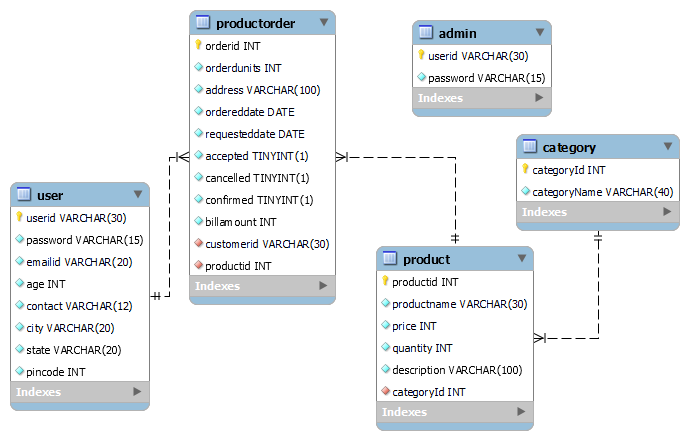 productorder
orderid INT
orderdunits INT
address VARCHAR(100)
ordereddate DATE
requesteddate DATE
accepted TINYINT(1)
cancelled TINYINT(1)
confirmed TINYINT(1)
billamount INT
customerid VARCHAR(30)
productid INT
Indexes
admin
userid VARCHAR(30)
password VARCHAR(15)
Indexes
category
categoryId INT
categoryName VARCHAR(40)
Indexes
user
userid VARCHAR(30)
password VARCHAR(15)
emailid VARCHAR(20)
age INT
contact VARCHAR(12)
city VARCHAR(20)
state VARCHAR(20)
pincode INT
Indexes
product
productid INT
productname VARCHAR(30)
price INT
quantity INT
description VARCHAR(100)
categoryId INT
Indexes